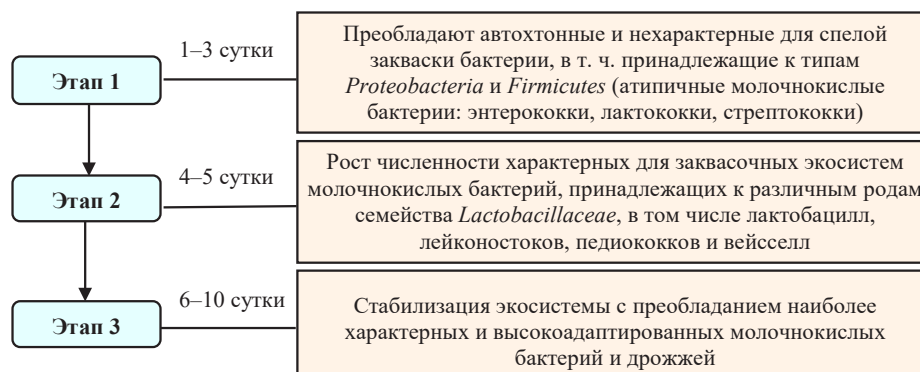 1–3 сутки
Этап 1
Преобладают автохтонные и нехарактерные для спелой
закваски бактерии, в т. ч. принадлежащие к типам
Proteobacteria и Firmicutes (атипичные молочнокислые
бактерии: энтерококки, лактококки, стрептококки)
4–5 сутки
Этап 2
Рост численности характерных для заквасочных экосистем
молочнокислых бактерий, принадлежащих к различным родам
семейства Lactobacillaceae, в том числе лактобацилл,
лейконостоков, педиококков и вейсселл
6–10 сутки
Этап 3
Стабилизация экосистемы с преобладанием наиболее
характерных и высокоадаптированных молочнокислых
бактерий и дрожжей